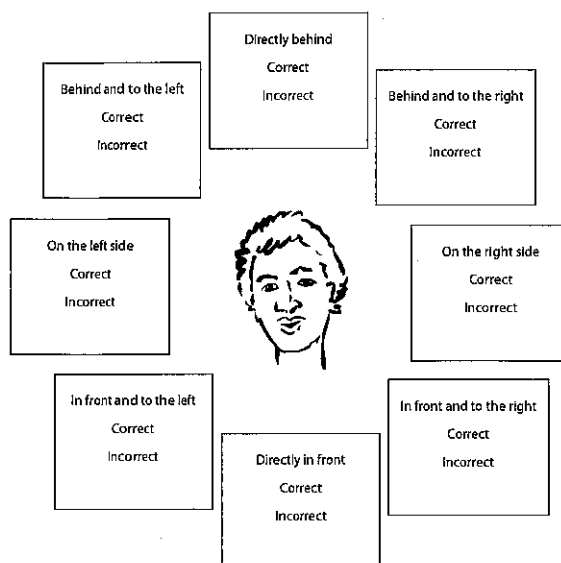 Directly behind
Correct
Incorrect
Behind and to the left
Correct
Incorrect
Behind and to the right
Correct
Incorrect
On the left side
Correct
Incorrect
On the right side
Correct
Incorrect
In front and to the left
Correct
Incorrect
In front and to the right
Correct
Incorrect
Directly in front
Correct
Incorrect